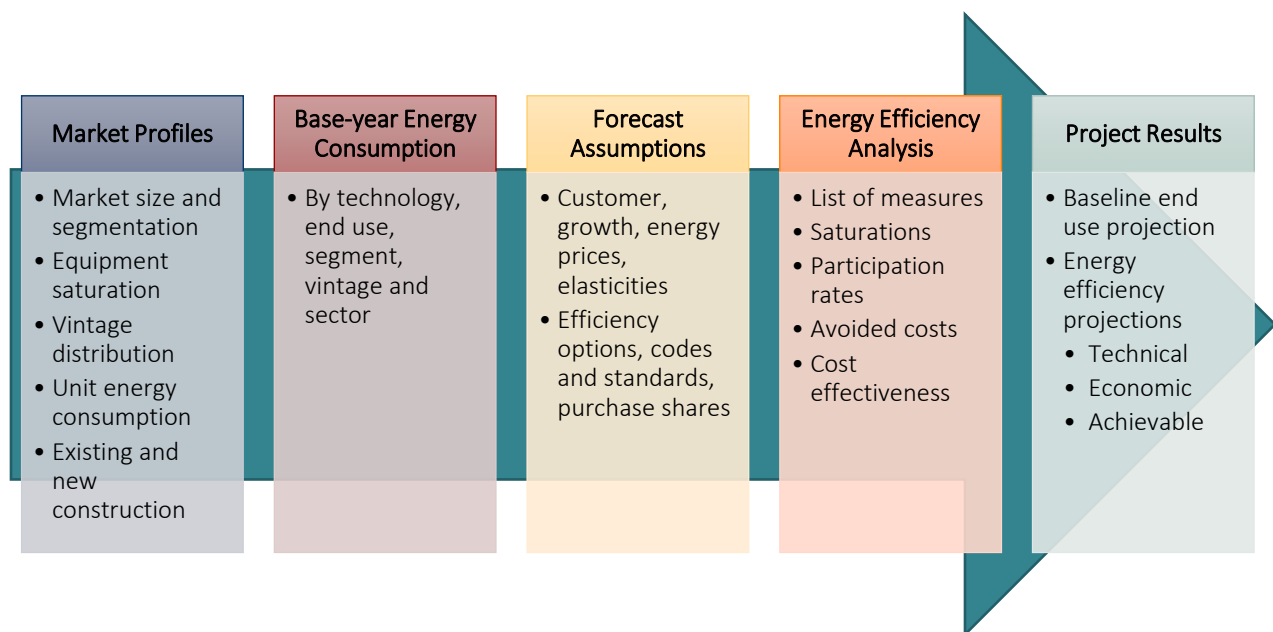 Market Profiles
• Market size and
segmentation
• Equipment
saturation
• Vintage
distribution
• Unit energy
consumption
• Existing and
new
construction
Base-year Energy
Consumption
• By technology,
end use,
segment,
vintage and
sector
Forecast
Assumptions
• Customer,
growth, energy
prices,
elasticities
• Efficiency
options, codes
and standards,
purchase shares
Energy Efficiency
Analysis
• List of measures
• Saturations
• Participation
rates
• Avoided costs
• Cost
effectiveness
Project Results
• Baseline end
use projection
• Energy
efficiency
projections
• Technical
• Economic
• Achievable